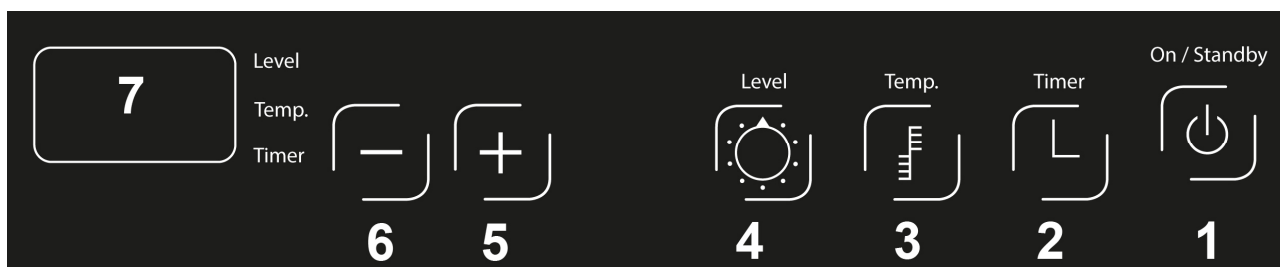 On / Standby
7
Level
Temp.
Timer
Level
Temp.
Timer
6
5
4
3
2
1